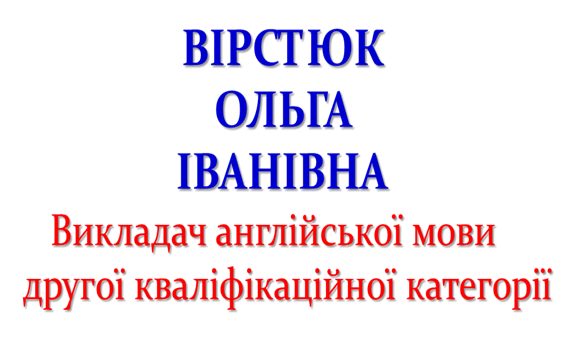 ВІРСТЮК
ОЛЬГА
ІВАНІВНА
Викладач англійської мови
другої кваліфікаційної категорії